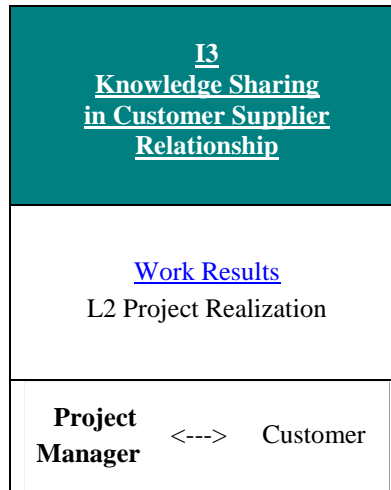 I3
Knowledge Sharing
in Customer Supplier
Relationship
Work Results
L2 Project Realization
Project
Manager
<---> Customer